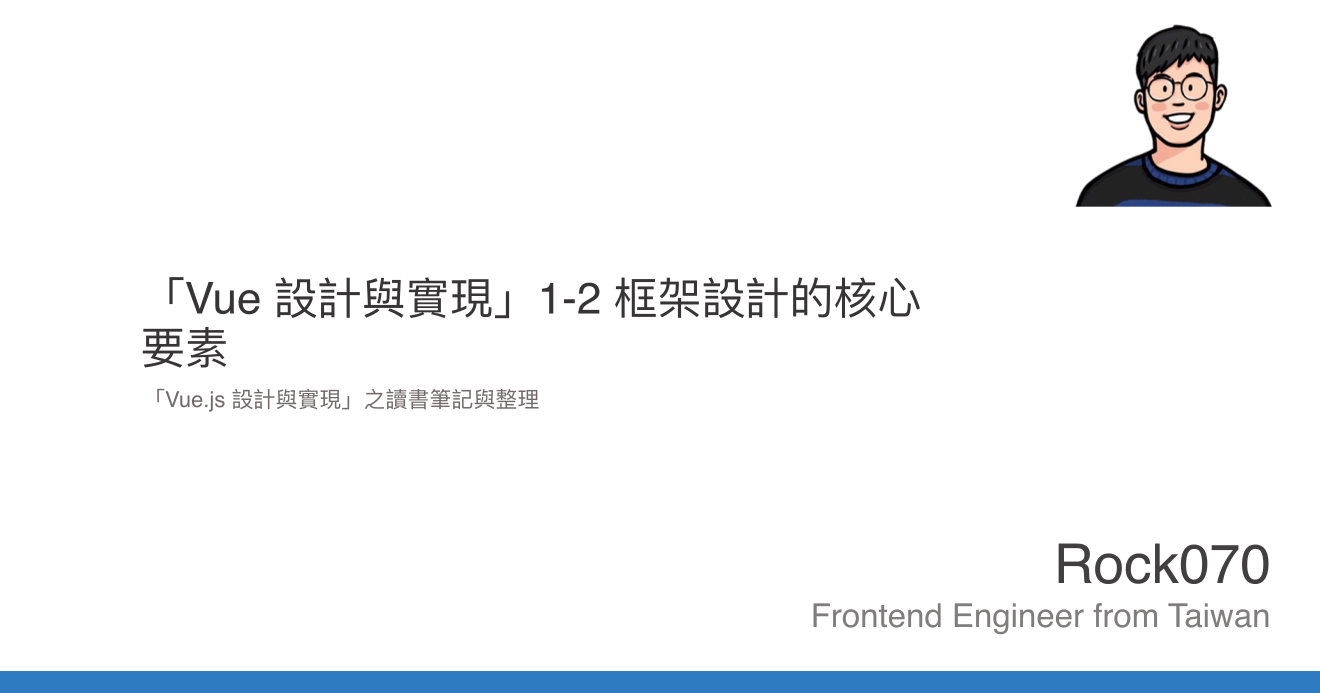 「Vue 設計與實現」1-2 框架設計的核心
要素
「Vue.js 設計與實現」之讀書筆記與整理
Rock070
Frontend Engineer from Taiwan